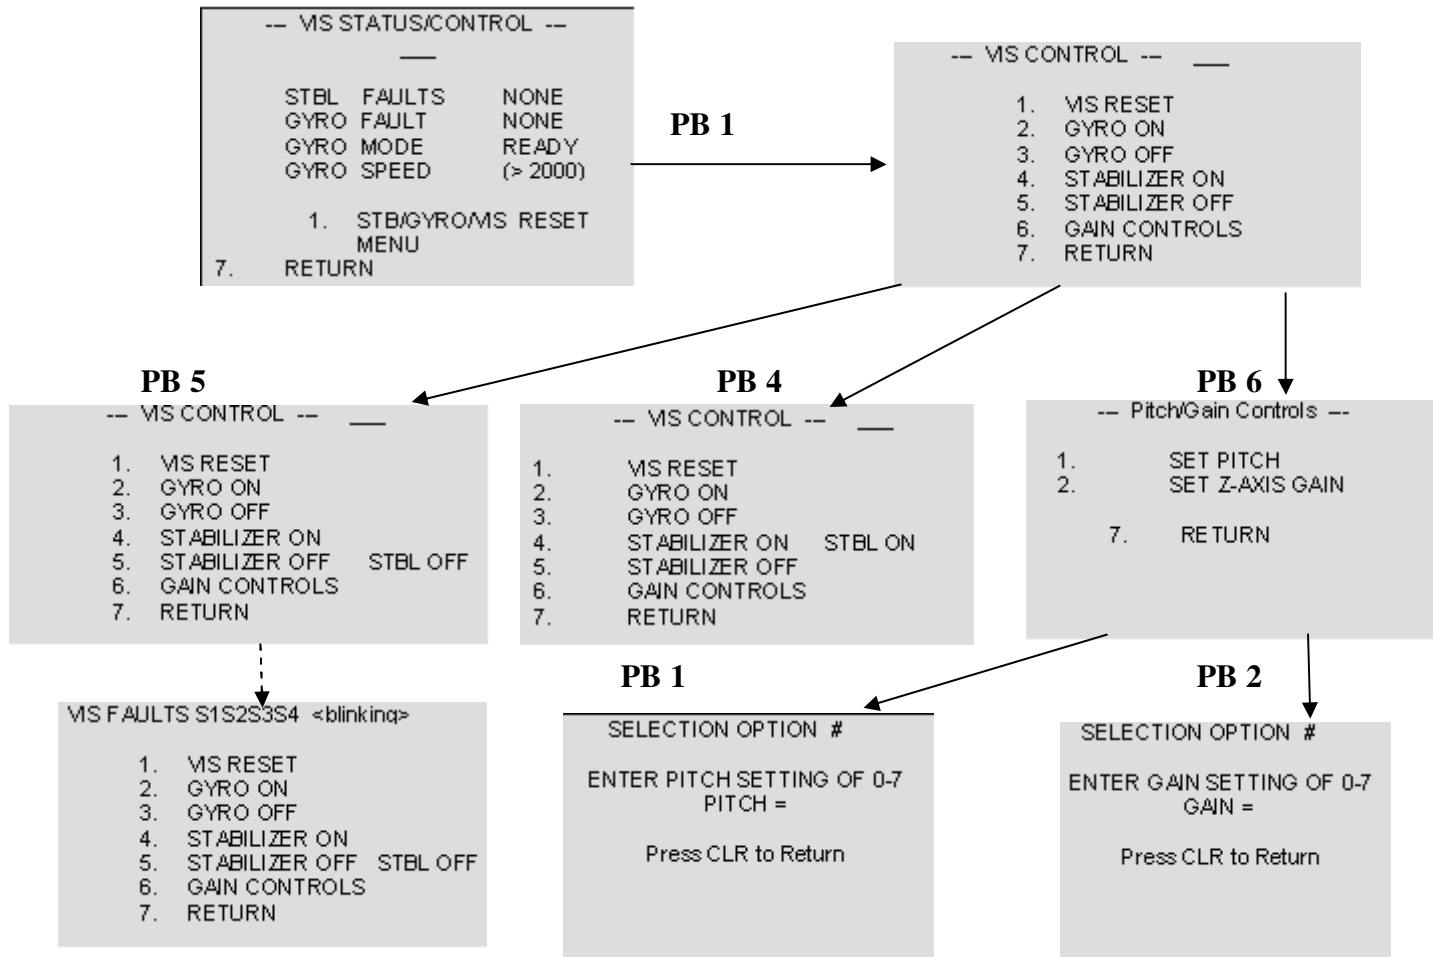 --- VIS STATUS/CONTROL ---
___
STBL FAULTS NONE
GYRO FAULT NONE
GYRO MODE READY
GYRO SPEED (> 2000)
1. STB/GYRO/VIS RESET
MENU
7. RETURN
PB 1
--- VIS CONTROL --- ___
1. VIS RESET
2. GYRO ON
3. GYRO OFF
4. STABILIZER ON
5. STABILIZER OFF
6. GAIN CONTROLS
7. RETURN
PB 5
--- VIS CONTROL --- ___
1. VIS RESET
2. GYRO ON
3. GYRO OFF
4. STABILIZER ON
5. STABILIZER OFF STBL OFF
6. GAIN CONTROLS
7. RETURN
PB 4
--- VIS CONTROL --- ___
1. VIS RESET
2. GYRO ON
3. GYRO OFF
4. STABILIZER ON STBL ON
5. STABILIZER OFF
6. GAIN CONTROLS
7. RETURN
PB 6
--- Pitch/Gain Controls ---
1. SET PITCH
2. SET Z-AXIS GAIN
7. RETURN
VIS FAULTS S1S2S3S4 <blinking>
1. VIS RESET
2. GYRO ON
3. GYRO OFF
4. STABILIZER ON
5. STABILIZER OFF STBL OFF
6. GAIN CONTROLS
7. RETURN
PB 1
SELECTION OPTION #
ENTER PITCH SETTING OF 0-7
PITCH =
Press CLR to Return
PB 2
SELECTION OPTION #
ENTER GAIN SETTING OF 0-7
GAIN =
Press CLR to Return